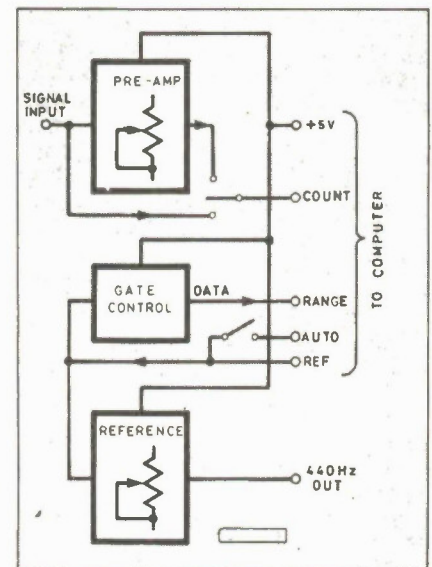 PRE-AMP
SIGNAL
INPUT
+5V
COUNT
TO COMPUTER
GATE
CONTROL
DATA
RANGE
AUTO
REF
REFERENCE
440Hz
OUT